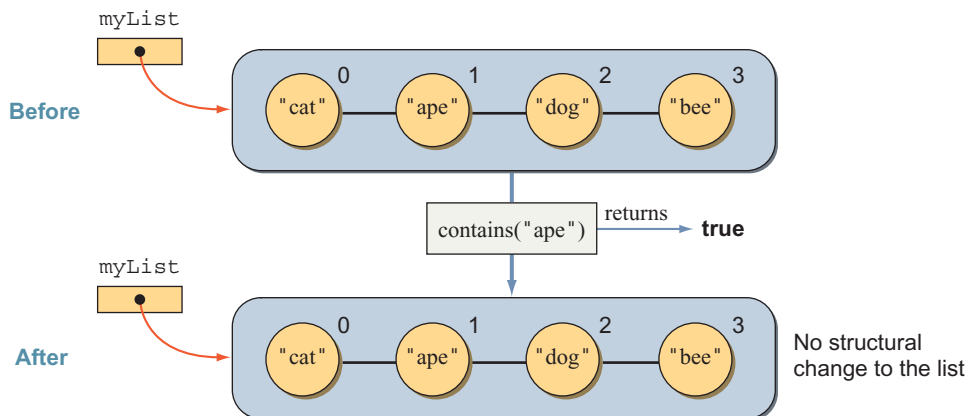 myList
Before
0 1 2 3
"cat" "ape" "dog" "bee"
contains("ape")
returns
true
myList
After
0 1 2 3
"cat" "ape" "dog" "bee"
No structural
change to the list